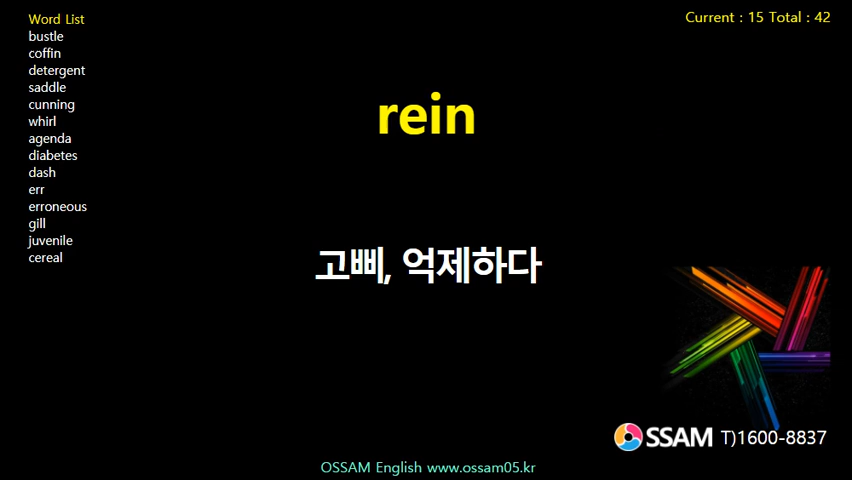 Word List
bustle
coffin
detergent
saddle
cunning
whirl
agenda
diabetes
dash
err
erroneous
gill
juvenile
cereal
Current : 15 Total : 42
rein
고삐, 억제하다
OSSAM T)1600-8837
OSSAM English www.ossam05.kr